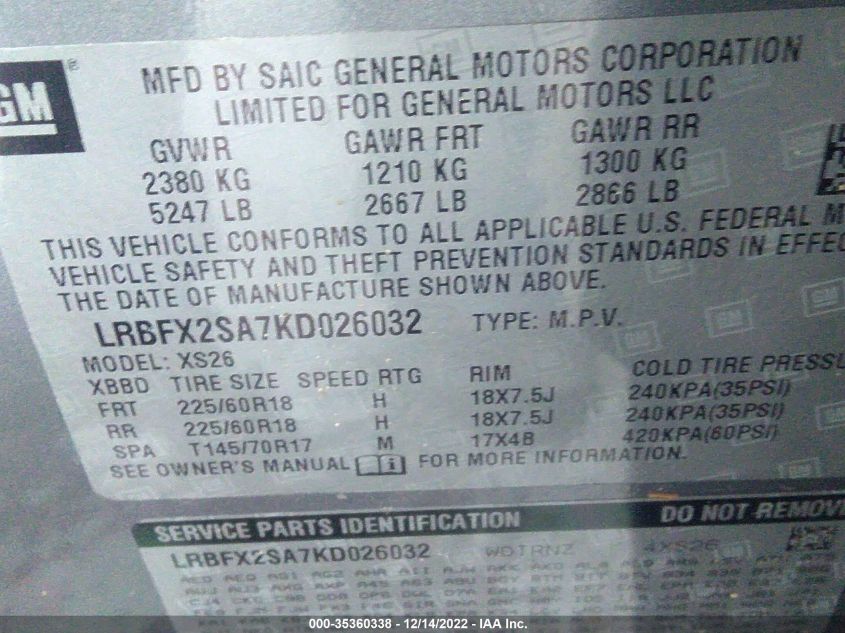 GM ®
MFD BY SAIC GENERAL MOTORS CORPORATION
LIMITED FOR GENERAL MOTORS LLC
GVWR GAWR FRT GAWR RR
2380 KG 1210 KG 1300 KG
5247 LB 2667 LB 2866 LB
THIS VEHICLE CONFORMS TO ALL APPLICABLE U.S. FEDERAL M
VEHICLE SAFETY AND THEFT PREVENTION STANDARDS IN EFFEC
THE DATE OF MANUFACTURE SHOWN ABOVE.
LRBFX2SA7KD026032 TYPE: M.P.V.
MODEL: XS26
XBBD TIRE SIZE SPEED RTG RIM COLD TIRE PRESSU
FRT 225/60R18 H 18X7.5J 240KPA(35PSI)
RR 225/60R18 H 18X7.5J 240KPA(35PSI)
SPA T145/70R17 M 17X4B 420KPA(60PSI)
SEE OWNER'S MANUAL i FOR MORE INFORMATION.
SERVICE PARTS IDENTIFICATION DO NOT REMOVE
LRBFX2SA7KD026032 WDTRNZ 4XS26
000-35360338 - 12/14/2022 - IAA Inc.